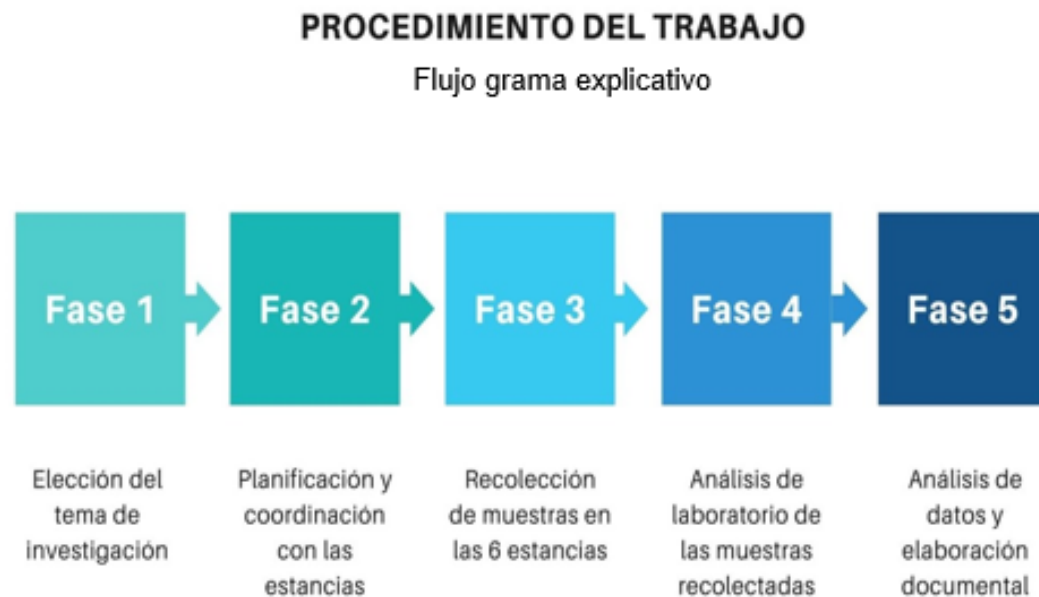 PROCEDIMIENTO DEL TRABAJO
Flujo grama explicativo
Fase 1
Fase 2
Fase 3
Fase 4
Fase 5
Elección del
tema de
investigación
Planificación y
coordinación
con las
estancias
Recolección
de muestras en
las 6 estancias
Análisis de
laboratorio de
las muestras
recolectadas
Análisis de
datos y
elaboración
documental